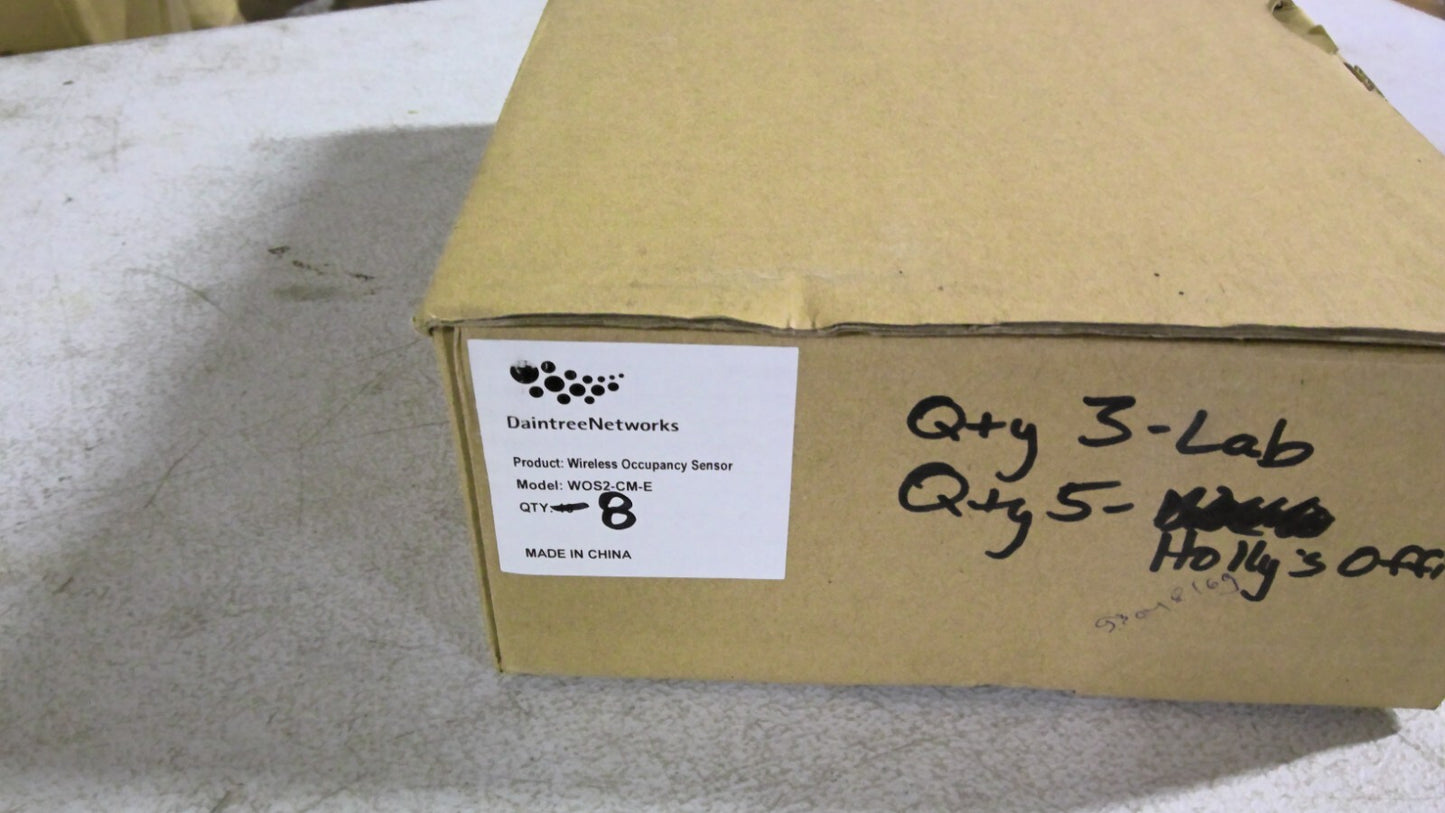 DaintreeNetworks
Product: Wireless Occupancy Sensor
Model: WOS2-CM-E
QTY: 8
MADE IN CHINA
Qty 3-Lab
Qty 5-
Holly's Offi